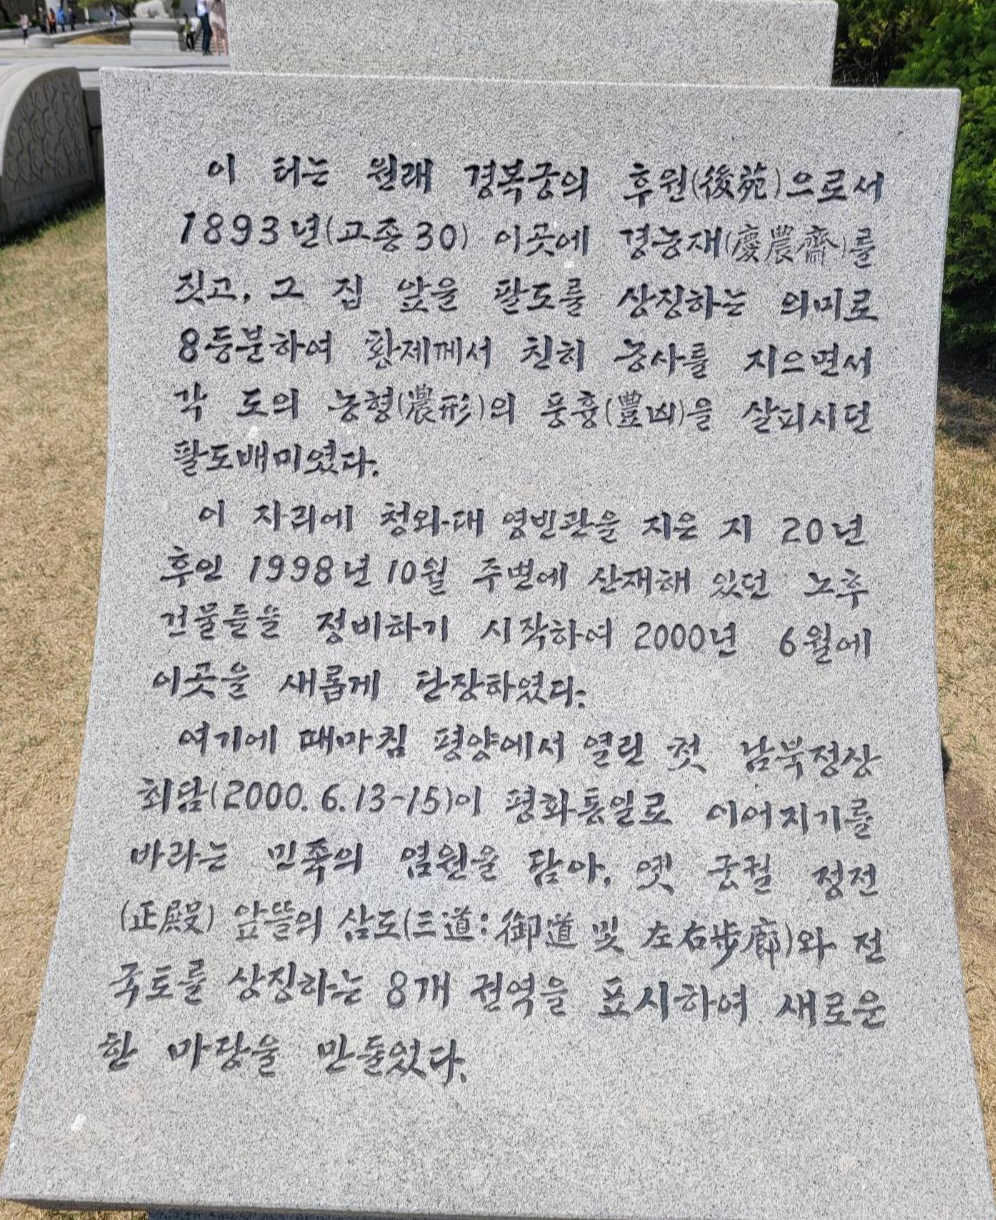 이 터는 원래 경복궁의 후원(後苑)으로서
1893년(고종30) 이곳에 경농재(慶農齋)를
짓고, 그 집 앞을 팔도를 상징하는 의미로
8등분하여 황제께서 친히 농사를 지으면서
각 도의 농형(農形)의 풍흉(豊凶)을 살피시던
팔도배미였다.
이 자리에 청와대 영빈관을 지은 지 20년
후인 1998년 10월 주변에 산재해 있던 노후
건물들을 정비하기 시작하여 2000년 6월에
이곳을 새롭게 단장하였다.
여기에 때마침 평양에서 열린 첫 남북정상
회담(2000.6.13-15)이 평화통일로 이어지기를
바라는 민족의 염원을 담아, 옛 궁궐 정전
(正殿) 앞뜰의 삼도(三道:御道 및 左右步廊)와 전
국토를 상징하는 8개 권역을 표시하여 새로운
한 마당을 만들었다.